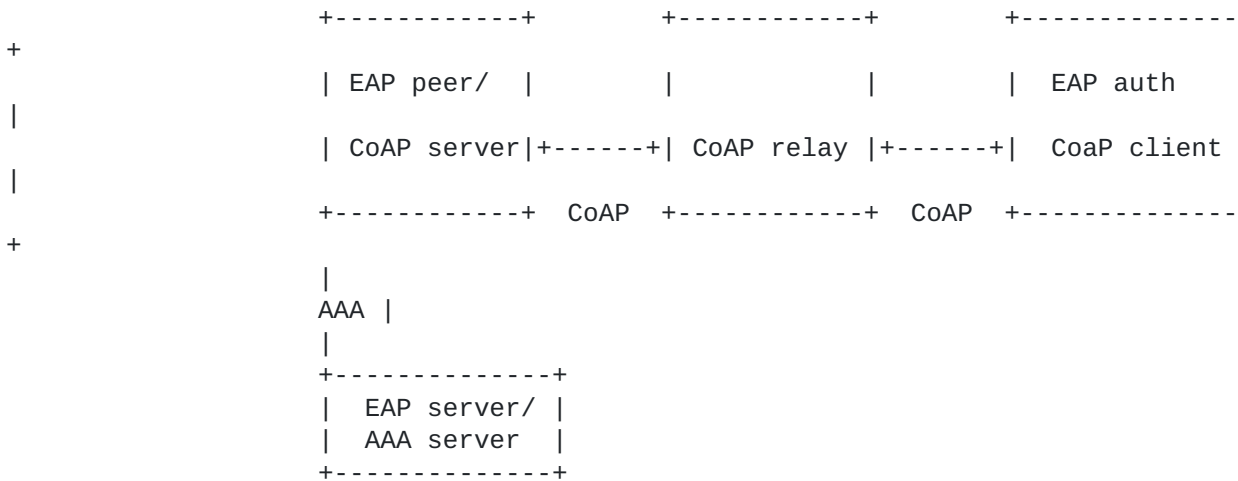 +------------+        +------------+        +--------------
+
| EAP peer/  |        |            |        |  EAP auth
|
| CoAP server|+------+| CoAP relay |+------+|  CoaP client
|
+------------+  CoAP  +------------+  CoAP  +--------------
+
|
AAA |
|
+--------------+
|  EAP server/ |
|  AAA server  |
+--------------+